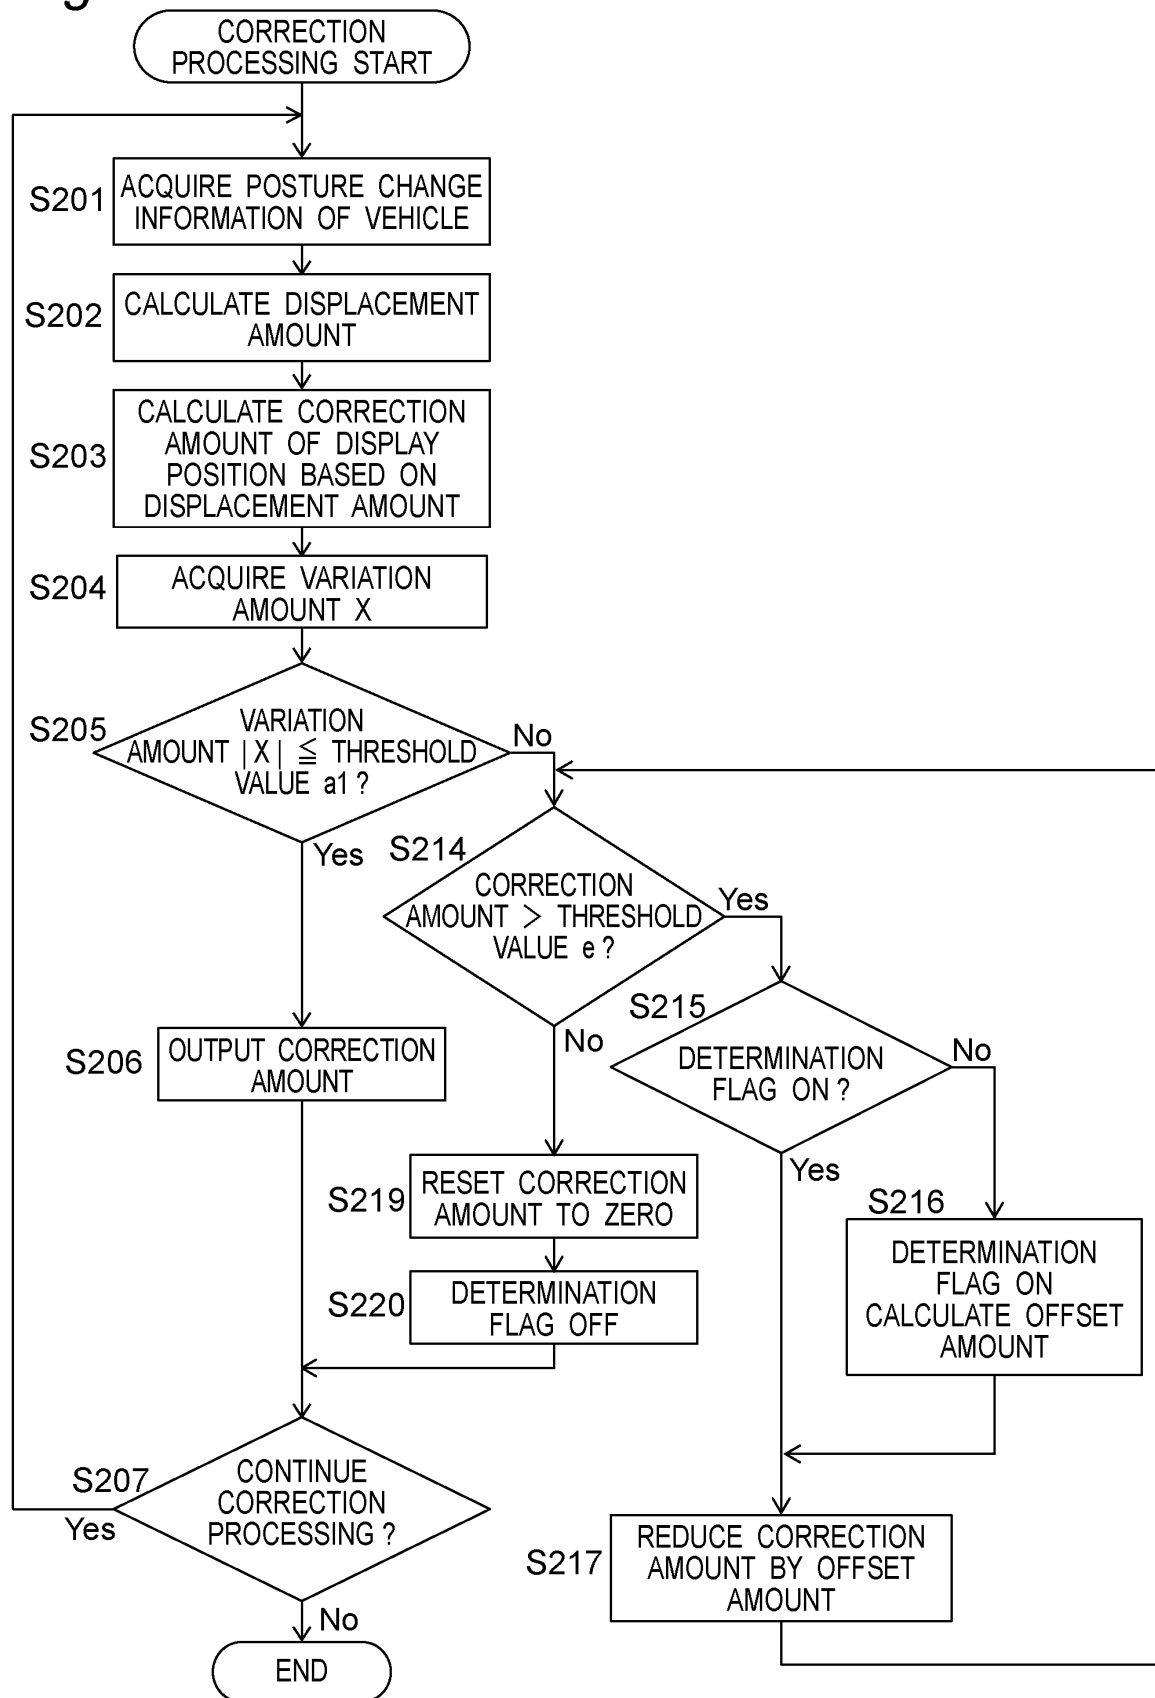 CORRECTION
PROCESSING START
S201
ACQUIRE POSTURE CHANGE
INFORMATION OF VEHICLE
S202
CALCULATE DISPLACEMENT
AMOUNT
S203
CALCULATE CORRECTION
AMOUNT OF DISPLAY
POSITION BASED ON
DISPLACEMENT AMOUNT
S204
ACQUIRE VARIATION
AMOUNT X
S205
VARIATION
AMOUNT |X| ≦ THRESHOLD
VALUE a1?
No
Yes
S214
CORRECTION
AMOUNT > THRESHOLD
VALUE e?
Yes
No
S215
DETERMINATION
FLAG ON?
No
Yes
S206
OUTPUT CORRECTION
AMOUNT
S219
RESET CORRECTION
AMOUNT TO ZERO
S216
DETERMINATION
FLAG ON
CALCULATE OFFSET
AMOUNT
S220
DETERMINATION
FLAG OFF
S207
CONTINUE
CORRECTION
PROCESSING?
Yes
No
S217
REDUCE CORRECTION
AMOUNT BY OFFSET
AMOUNT
END